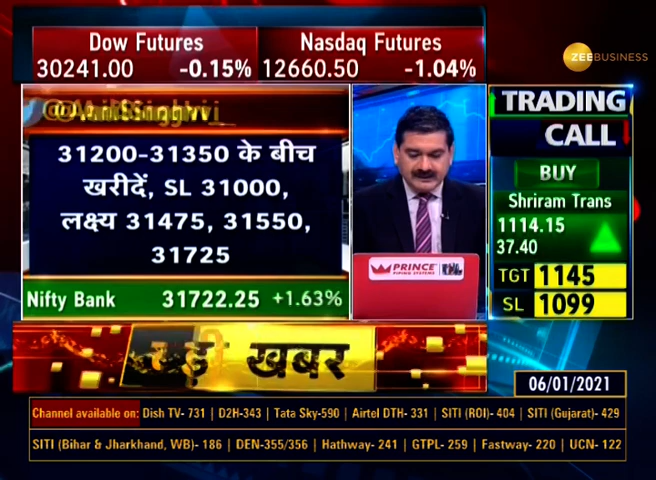 Dow Futures
30241.00 -0.15%
Nasdaq Futures
12660.50 -1.04%
ZEE BUSINESS
31200-31350 के बीच
खरीदें, SL 31000,
लक्ष्य 31475, 31550,
31725
Nifty Bank 31722.25 +1.63%
PRINCE
PIPING SYSTEMES
TRADING
CALL
BUY
Shriram Trans
1114.15
37.40
TGT 1145
SL 1099
खबर
06/01/2021
Channel available on: Dish TV- 731 | D2H-343 | Tata Sky-590 | Airtel DTH- 331 | SITI (ROI)- 404 | SITI (Gujarat)- 429
SITI (Bihar & Jharkhand, WB)- 186 | DEN-355/356 | Hathway- 241 | GTPL- 259 | Fastway- 220 | UCN- 122